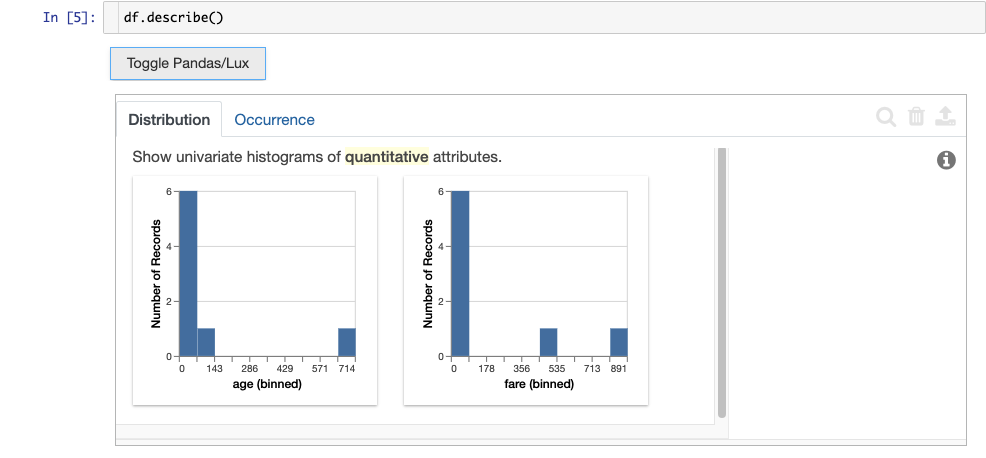 In [5]: df.describe()
Toggle Pandas/Lux
Distribution Occurrence
Show univariate histograms of quantitative attributes.
6
4
2
0
Number of Records
0 143 286 429 571 714
age (binned)
6
4
2
0
Number of Records
0 178 356 535 713 891
fare (binned)